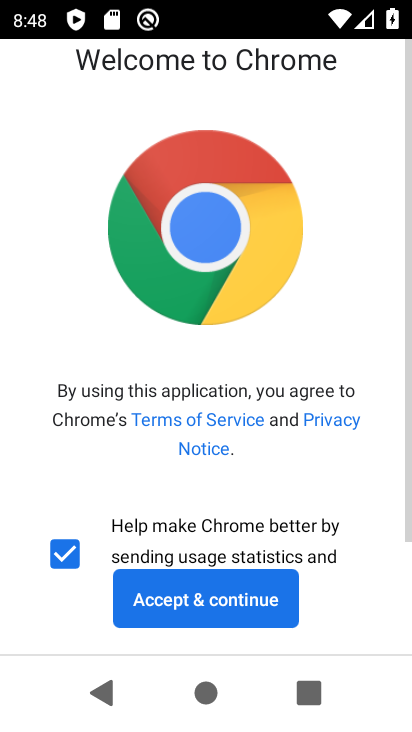 8:48
Welcome to Chrome
By using this application, you agree to
Chrome's Terms of Service and Privacy
Notice.
Help make Chrome better by
sending usage statistics and
Accept & continue